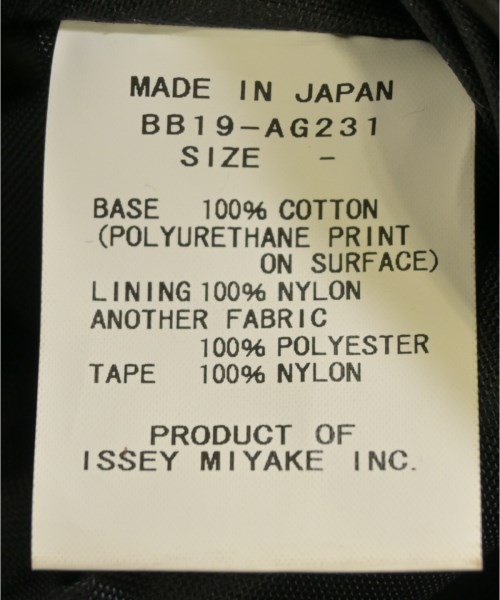 MADE IN JAPAN
BB19-AG231
SIZE -
BASE 100% COTTON
(POLYURETHANE PRINT
ON SURFACE)
LINING 100% NYLON
ANOTHER FABRIC
100% POLYESTER
TAPE 100% NYLON
PRODUCT OF
ISSEY MIYAKE INC.